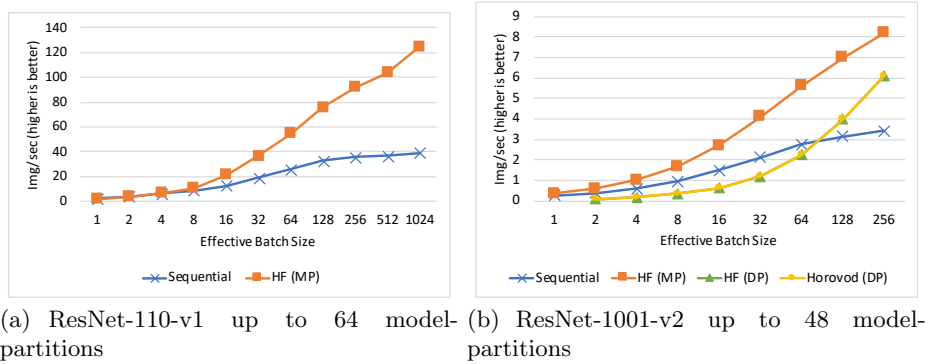 140
120
100
80
60
40
20
0
Img/sec (higher is better)
1 2 4 8 16 32 64 128 256 512 1024
Effective Batch Size
Sequential HF (MP)
9
8
7
6
5
4
3
2
1
0
Img/sec (higher is better)
1 2 4 8 16 32 64 128 256
Effective Batch Size
Sequential HF (MP) HF (DP) Horovod (DP)
(a) ResNet-110-v1 up to 64 model-
partitions
(b) ResNet-1001-v2 up to 48 model-
partitions